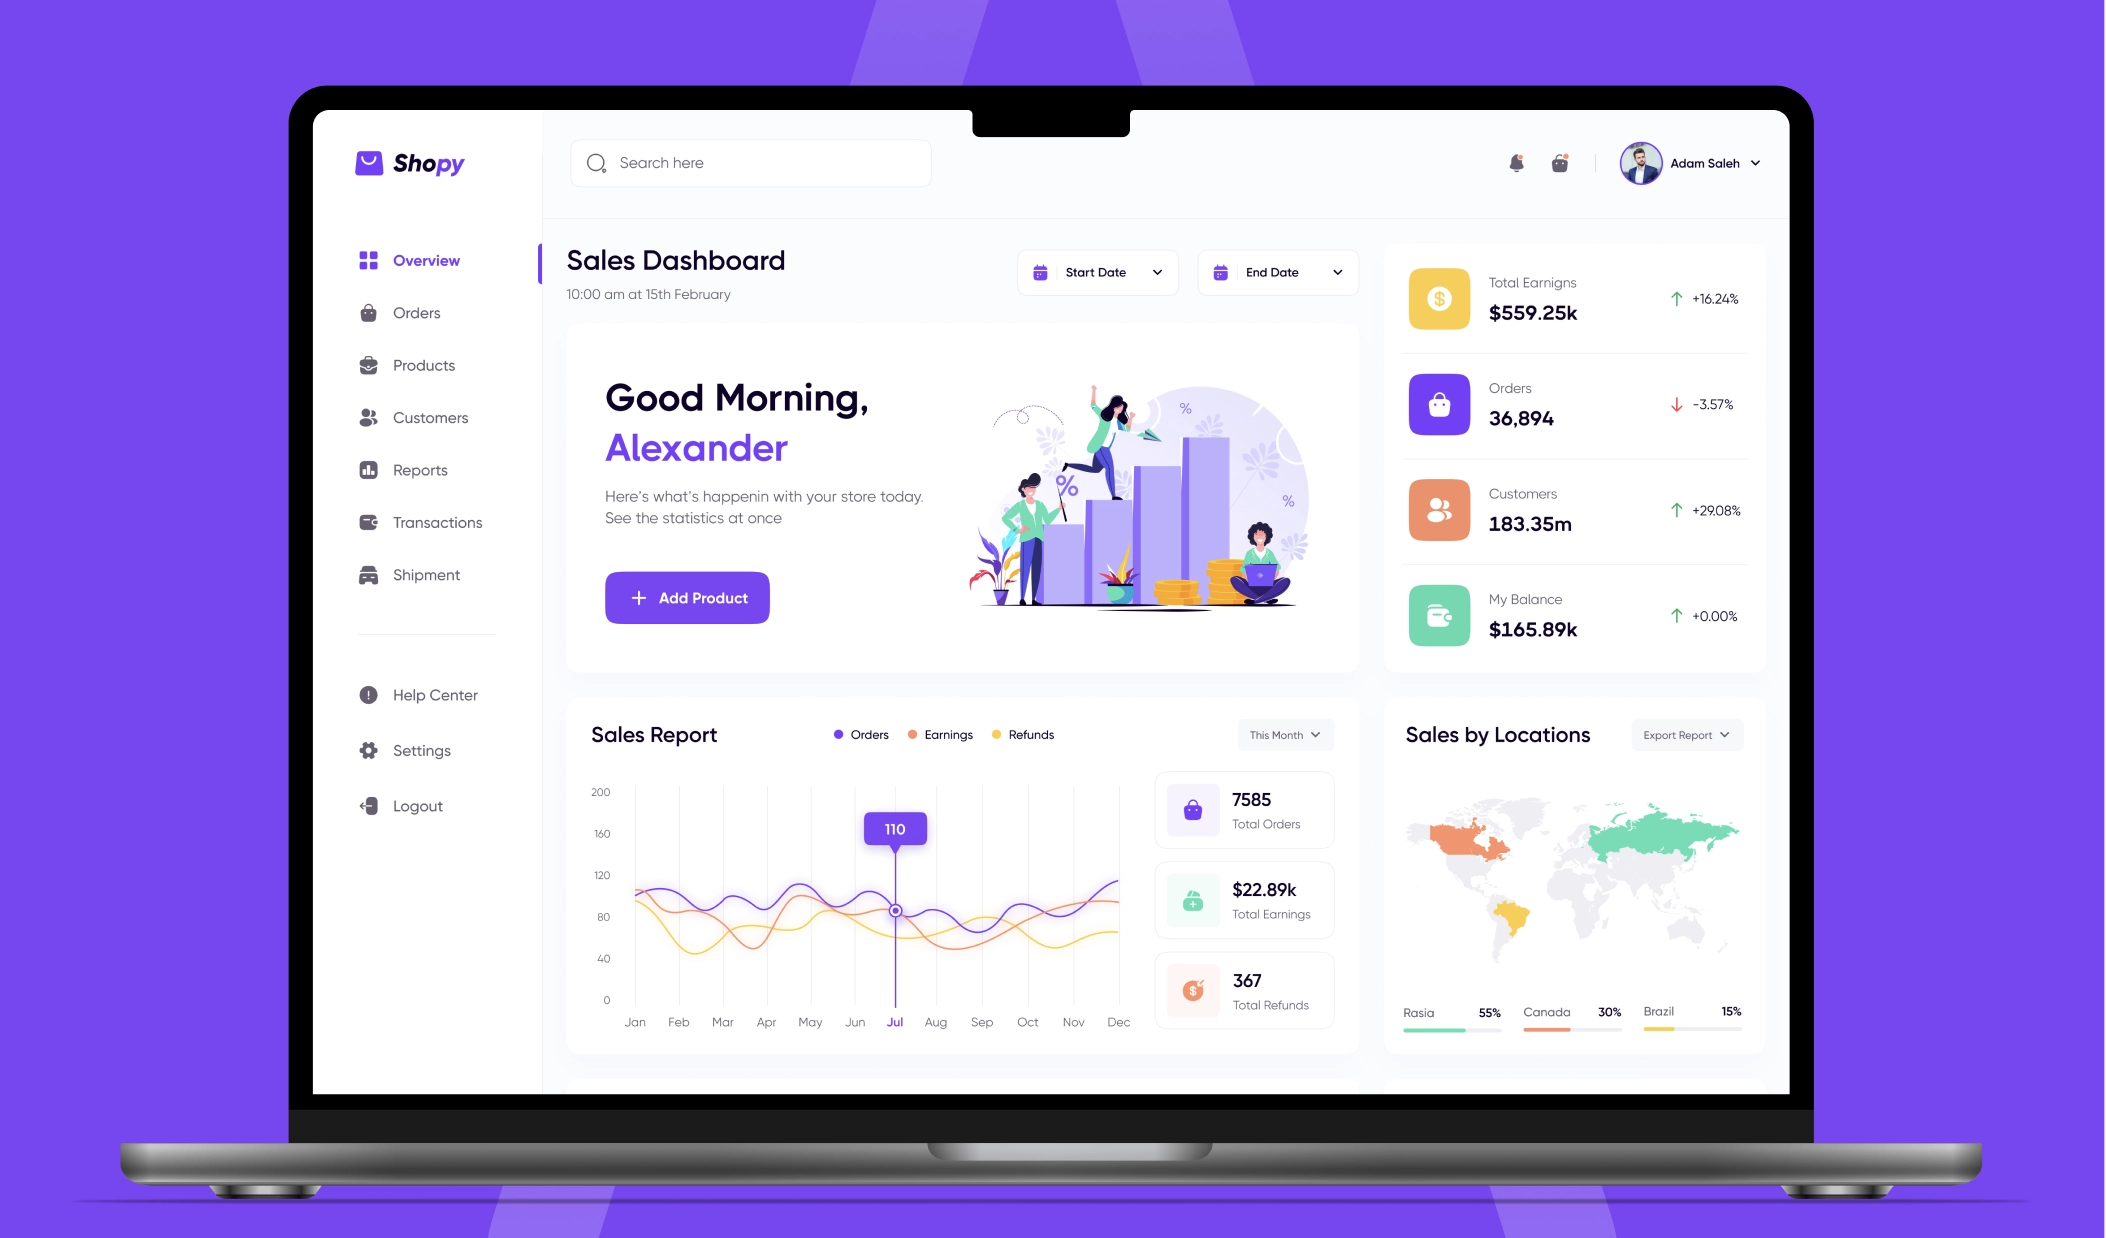 Shopy
Search here
Adam Saleh
Overview
Orders
Products
Customers
Reports
Transactions
Shipment
Help Center
Settings
Logout
Sales Dashboard
10:00 am at 15th February
Start Date
End Date
Good Morning,
Alexander
Here's what's happenin with your store today.
See the statistics at once
+ Add Product
%
%
%
Total Earnigns
$559.25k
+16.24%
Orders
36,894
-3.57%
Customers
183.35m
+29.08%
My Balance
$165.89k
+0.00%
Sales Report
Orders
Earnings
Refunds
This Month
200
160
120
80
40
0
110
Jan Feb Mar Apr May Jun Jul Aug Sep Oct Nov Dec
7585
Total Orders
$22.89k
Total Earnings
367
Total Refunds
Sales by Locations
Export Report
Rasia 55%
Canada 30%
Brazil 15%